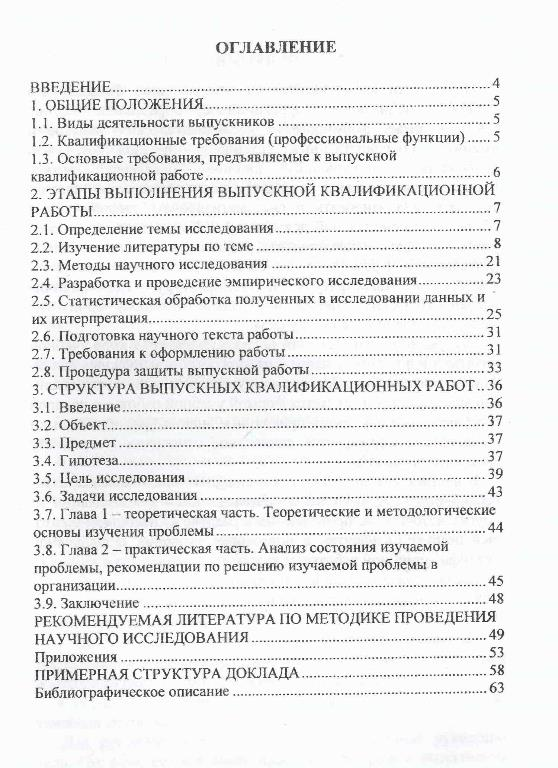 ОГЛАВЛЕНИЕ
ВВЕДЕНИЕ 4
1. ОБЩИЕ ПОЛОЖЕНИЯ 5
1.1. Виды деятельности выпускников 5
1.2. Квалификационные требования (профессиональные функции) 5
1.3. Основные требования, предъявляемые к выпускной
квалификационной работе 6
2. ЭТАПЫ ВЫПОЛНЕНИЯ ВЫПУСКНОЙ КВАЛИФИКАЦИОННОЙ
РАБОТЫ 7
2.1. Определение темы исследования 7
2.2. Изучение литературы по теме 8
2.3. Методы научного исследования 21
2.4. Разработка и проведение эмпирического исследования 23
2.5. Статистическая обработка полученных в исследовании данных и
их интерпретация 25
2.6. Подготовка научного текста работы 31
2.7. Требования к оформлению работы 31
2.8. Процедура защиты выпускной работы 33
3. СТРУКТУРА ВЫПУСКНЫХ КВАЛИФИКАЦИОННЫХ РАБОТ 36
3.1. Введение 36
3.2. Объект 37
3.3. Предмет 37
3.4. Гипотеза 37
3.5. Цель исследования 39
3.6. Задачи исследования 43
3.7. Глава 1 – теоретическая часть. Теоретические и методологические
основы изучения проблемы 44
3.8. Глава 2 – практическая часть. Анализ состояния изучаемой
проблемы, рекомендации по решению изучаемой проблемы в
организации 45
3.9. Заключение 48
РЕКОМЕНДУЕМАЯ ЛИТЕРАТУРА ПО МЕТОДИКЕ ПРОВЕДЕНИЯ
НАУЧНОГО ИССЛЕДОВАНИЯ 49
Приложения 53
ПРИМЕРНАЯ СТРУКТУРА ДОКЛАДА 58
Библиографическое описание 63